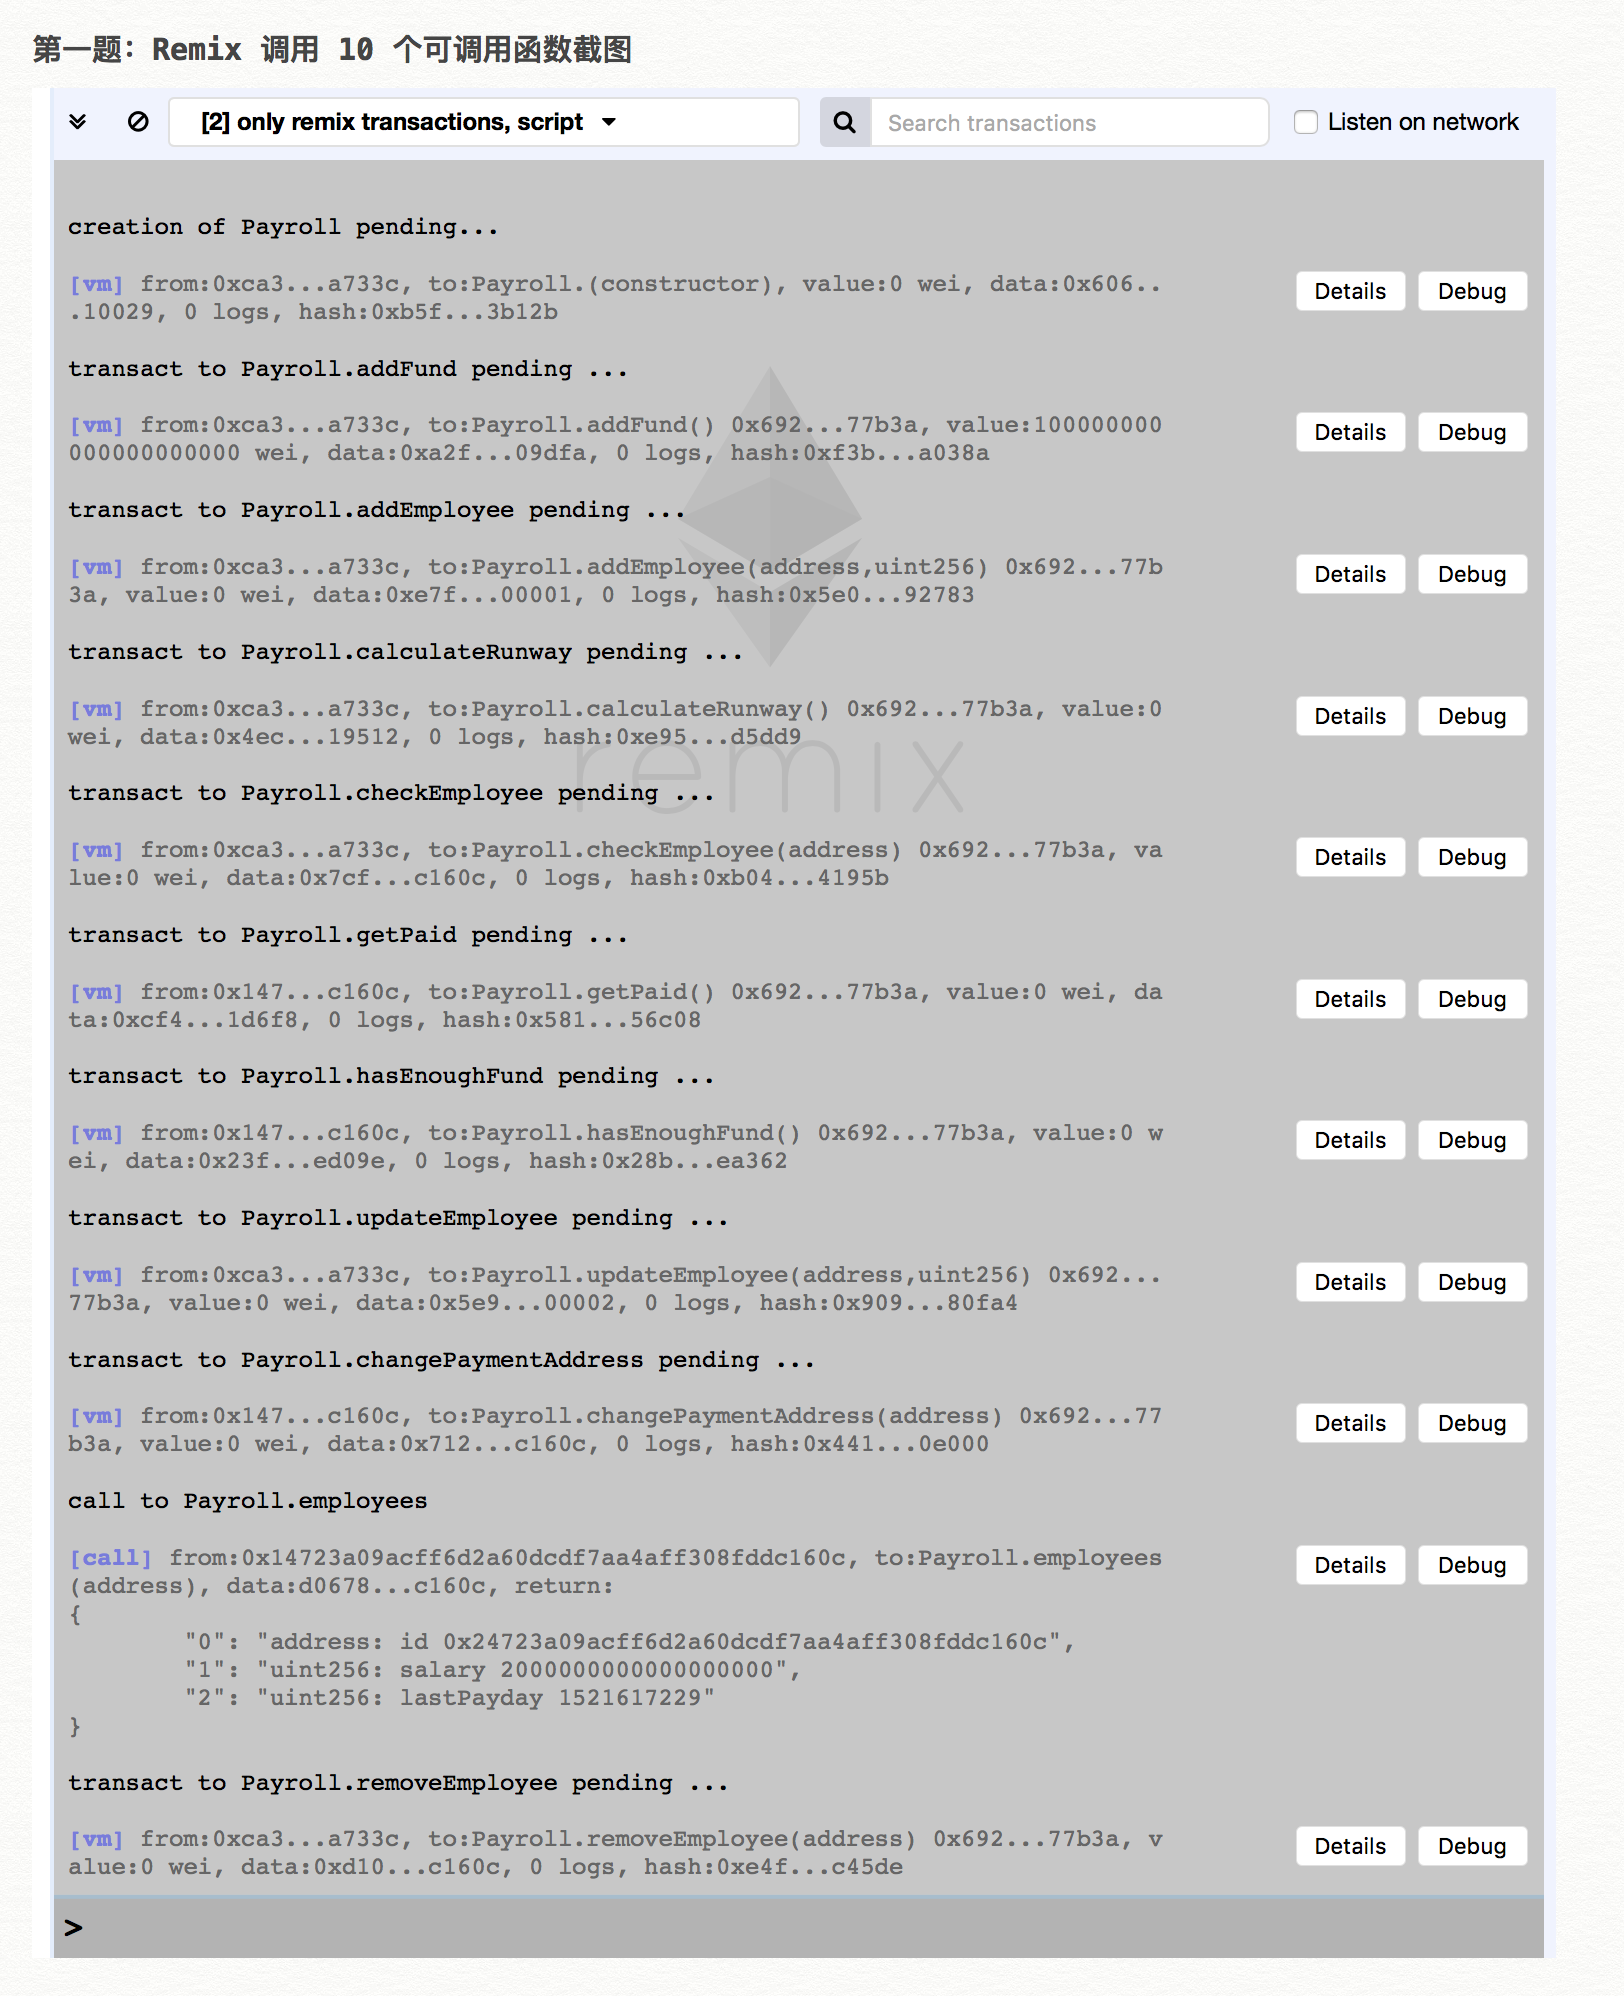 第一题：Remix 调用 10 个可调用函数截图
[2] only remix transactions, script
Search transactions
Listen on network
creation of Payroll pending...
[vm] from:0xca3...a733c, to:Payroll.(constructor), value:0 wei, data:0x606..
.10029, 0 logs, hash:0xb5f...3b12b
Details
Debug
transact to Payroll.addFund pending ...
[vm] from:0xca3...a733c, to:Payroll.addFund() 0x692...77b3a, value:100000000
000000000000 wei, data:0xa2f...09dfa, 0 logs, hash:0xf3b...a038a
Details
Debug
transact to Payroll.addEmployee pending ...
[vm] from:0xca3...a733c, to:Payroll.addEmployee(address,uint256) 0x692...77b
3a, value:0 wei, data:0xe7f...00001, 0 logs, hash:0x5e0...92783
Details
Debug
transact to Payroll.calculateRunway pending ...
[vm] from:0xca3...a733c, to:Payroll.calculateRunway() 0x692...77b3a, value:0
wei, data:0x4ec...19512, 0 logs, hash:0xe95...d5dd9
Details
Debug
remix
transact to Payroll.checkEmployee pending ...
[vm] from:0xca3...a733c, to:Payroll.checkEmployee(address) 0x692...77b3a, va
lue:0 wei, data:0x7cf...c160c, 0 logs, hash:0xb04...4195b
Details
Debug
transact to Payroll.getPaid pending ...
[vm] from:0x147...c160c, to:Payroll.getPaid() 0x692...77b3a, value:0 wei, da
ta:0xcf4...1d6f8, 0 logs, hash:0x581...56c08
Details
Debug
transact to Payroll.hasEnoughFund pending ...
[vm] from:0x147...c160c, to:Payroll.hasEnoughFund() 0x692...77b3a, value:0 w
ei, data:0x23f...ed09e, 0 logs, hash:0x28b...ea362
Details
Debug
transact to Payroll.updateEmployee pending ...
[vm] from:0xca3...a733c, to:Payroll.updateEmployee(address,uint256) 0x692...
77b3a, value:0 wei, data:0x5e9...00002, 0 logs, hash:0x909...80fa4
Details
Debug
transact to Payroll.changePaymentAddress pending ...
[vm] from:0x147...c160c, to:Payroll.changePaymentAddress(address) 0x692...77
b3a, value:0 wei, data:0x712...c160c, 0 logs, hash:0x441...0e000
Details
Debug
call to Payroll.employees
[call] from:0x14723a09acff6d2a60dcdf7aa4aff308fddc160c, to:Payroll.employees
(address), data:d0678...c160c, return:
{
"0": "address: id 0x24723a09acff6d2a60dcdf7aa4aff308fddc160c",
"1": "uint256: salary 2000000000000000000",
"2": "uint256: lastPayday 1521617229"
}
Details
Debug
transact to Payroll.removeEmployee pending ...
[vm] from:0xca3...a733c, to:Payroll.removeEmployee(address) 0x692...77b3a, v
alue:0 wei, data:0xd10...c160c, 0 logs, hash:0xe4f...c45de
Details
Debug
>